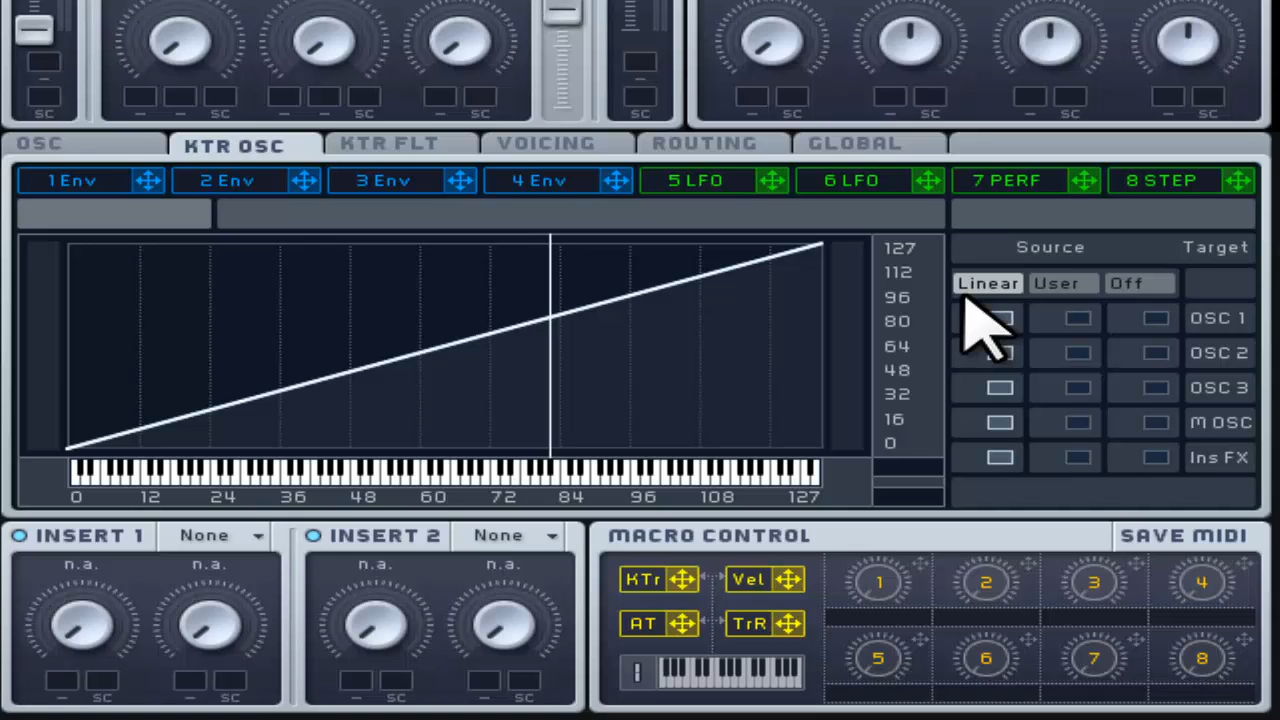 SC SC SC SC SC SC SC SC SC
OSC KTR OSC KTR FLT VOICING ROUTING GLOBAL
1 Env 2 Env 3 Env 4 Env 5 LFO 6 LFO 7 PERF 8 STEP
127
112
96
80
64
48
32
16
0
0 12 24 36 48 60 72 84 96 108 127
Source Target
Linear User Off
OSC 1
OSC 2
OSC 3
M OSC
Ins FX
INSERT 1 None INSERT 2 None
n.a. n.a. n.a. n.a.
SC SC SC SC
MACRO CONTROL SAVE MIDI
KTr Vel
AT TrR
1 2 3 4
5 6 7 8